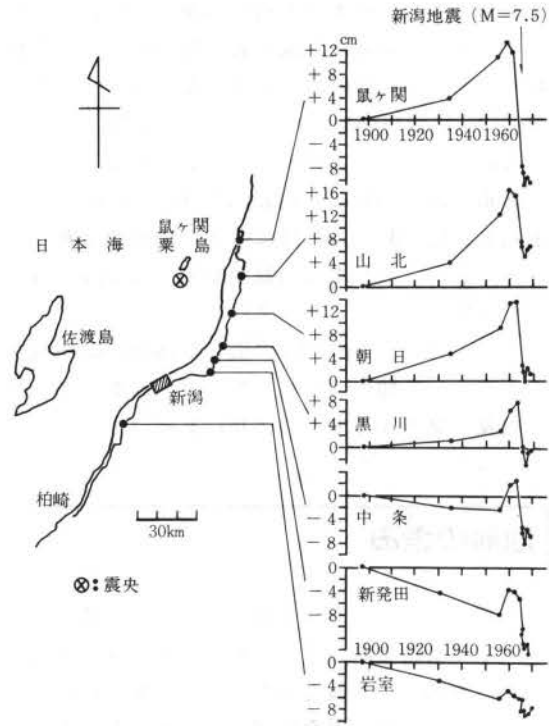 新潟地震（M＝7.5）
cm
+12
+ 8
+ 4
0
− 4
− 8
鼠ヶ関
1900 1920 1940 1960
+16
+12
+ 8
+ 4
0
山北
+12
+ 8
+ 4
0
朝日
+ 8
+ 4
0
黒川
0
− 4
− 8
中条
0
− 4
− 8
新発田
1900 1920 1940 1960
0
− 4
− 8
岩室
鼠ヶ関
日本海 粟島
佐渡島
新潟
柏崎
30km
⊗：震央